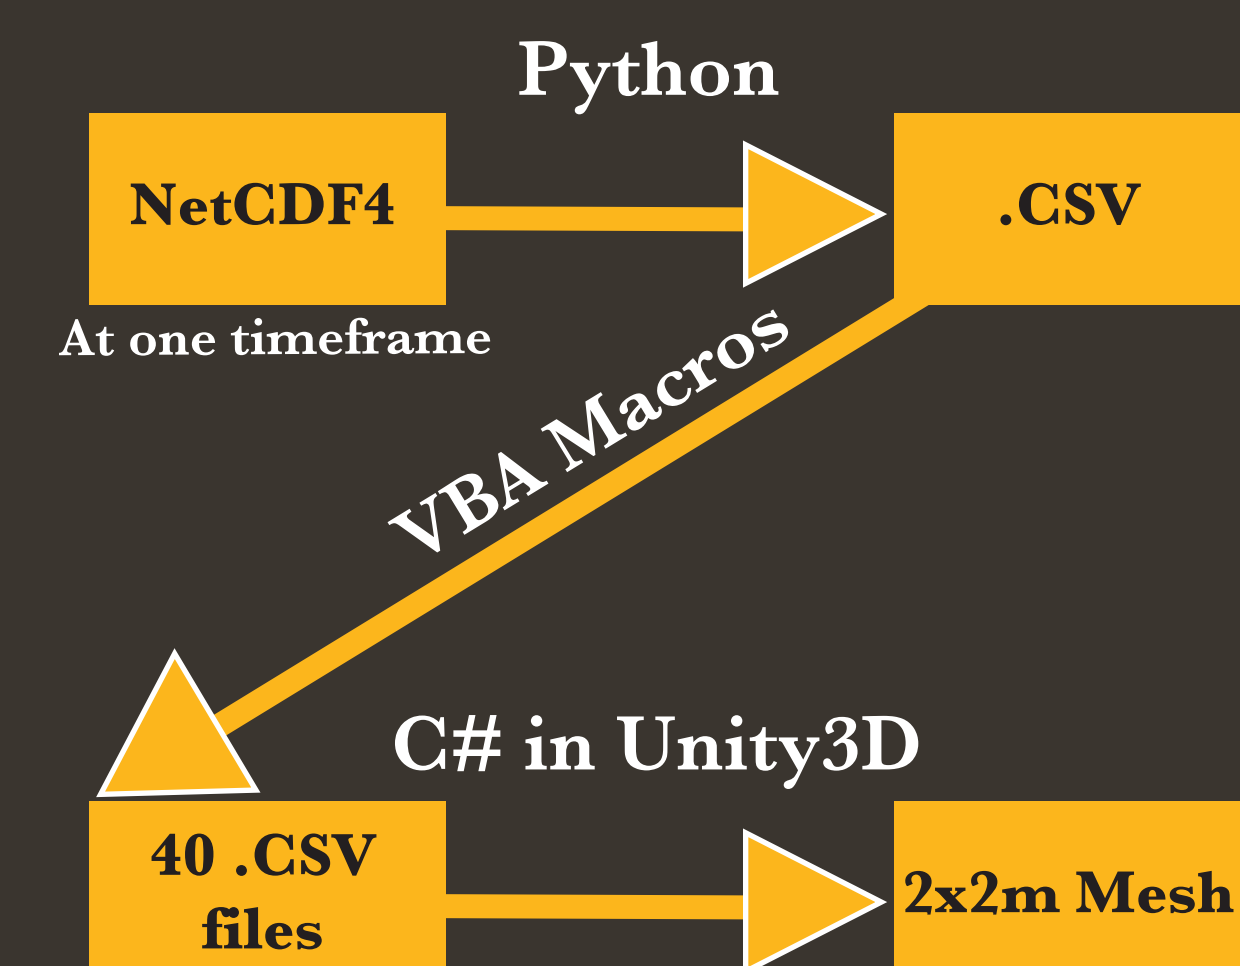 Python
NetCDF4
.CSV
At one timeframe
VBA Macros
C# in Unity3D
40 .CSV
files
2x2m Mesh